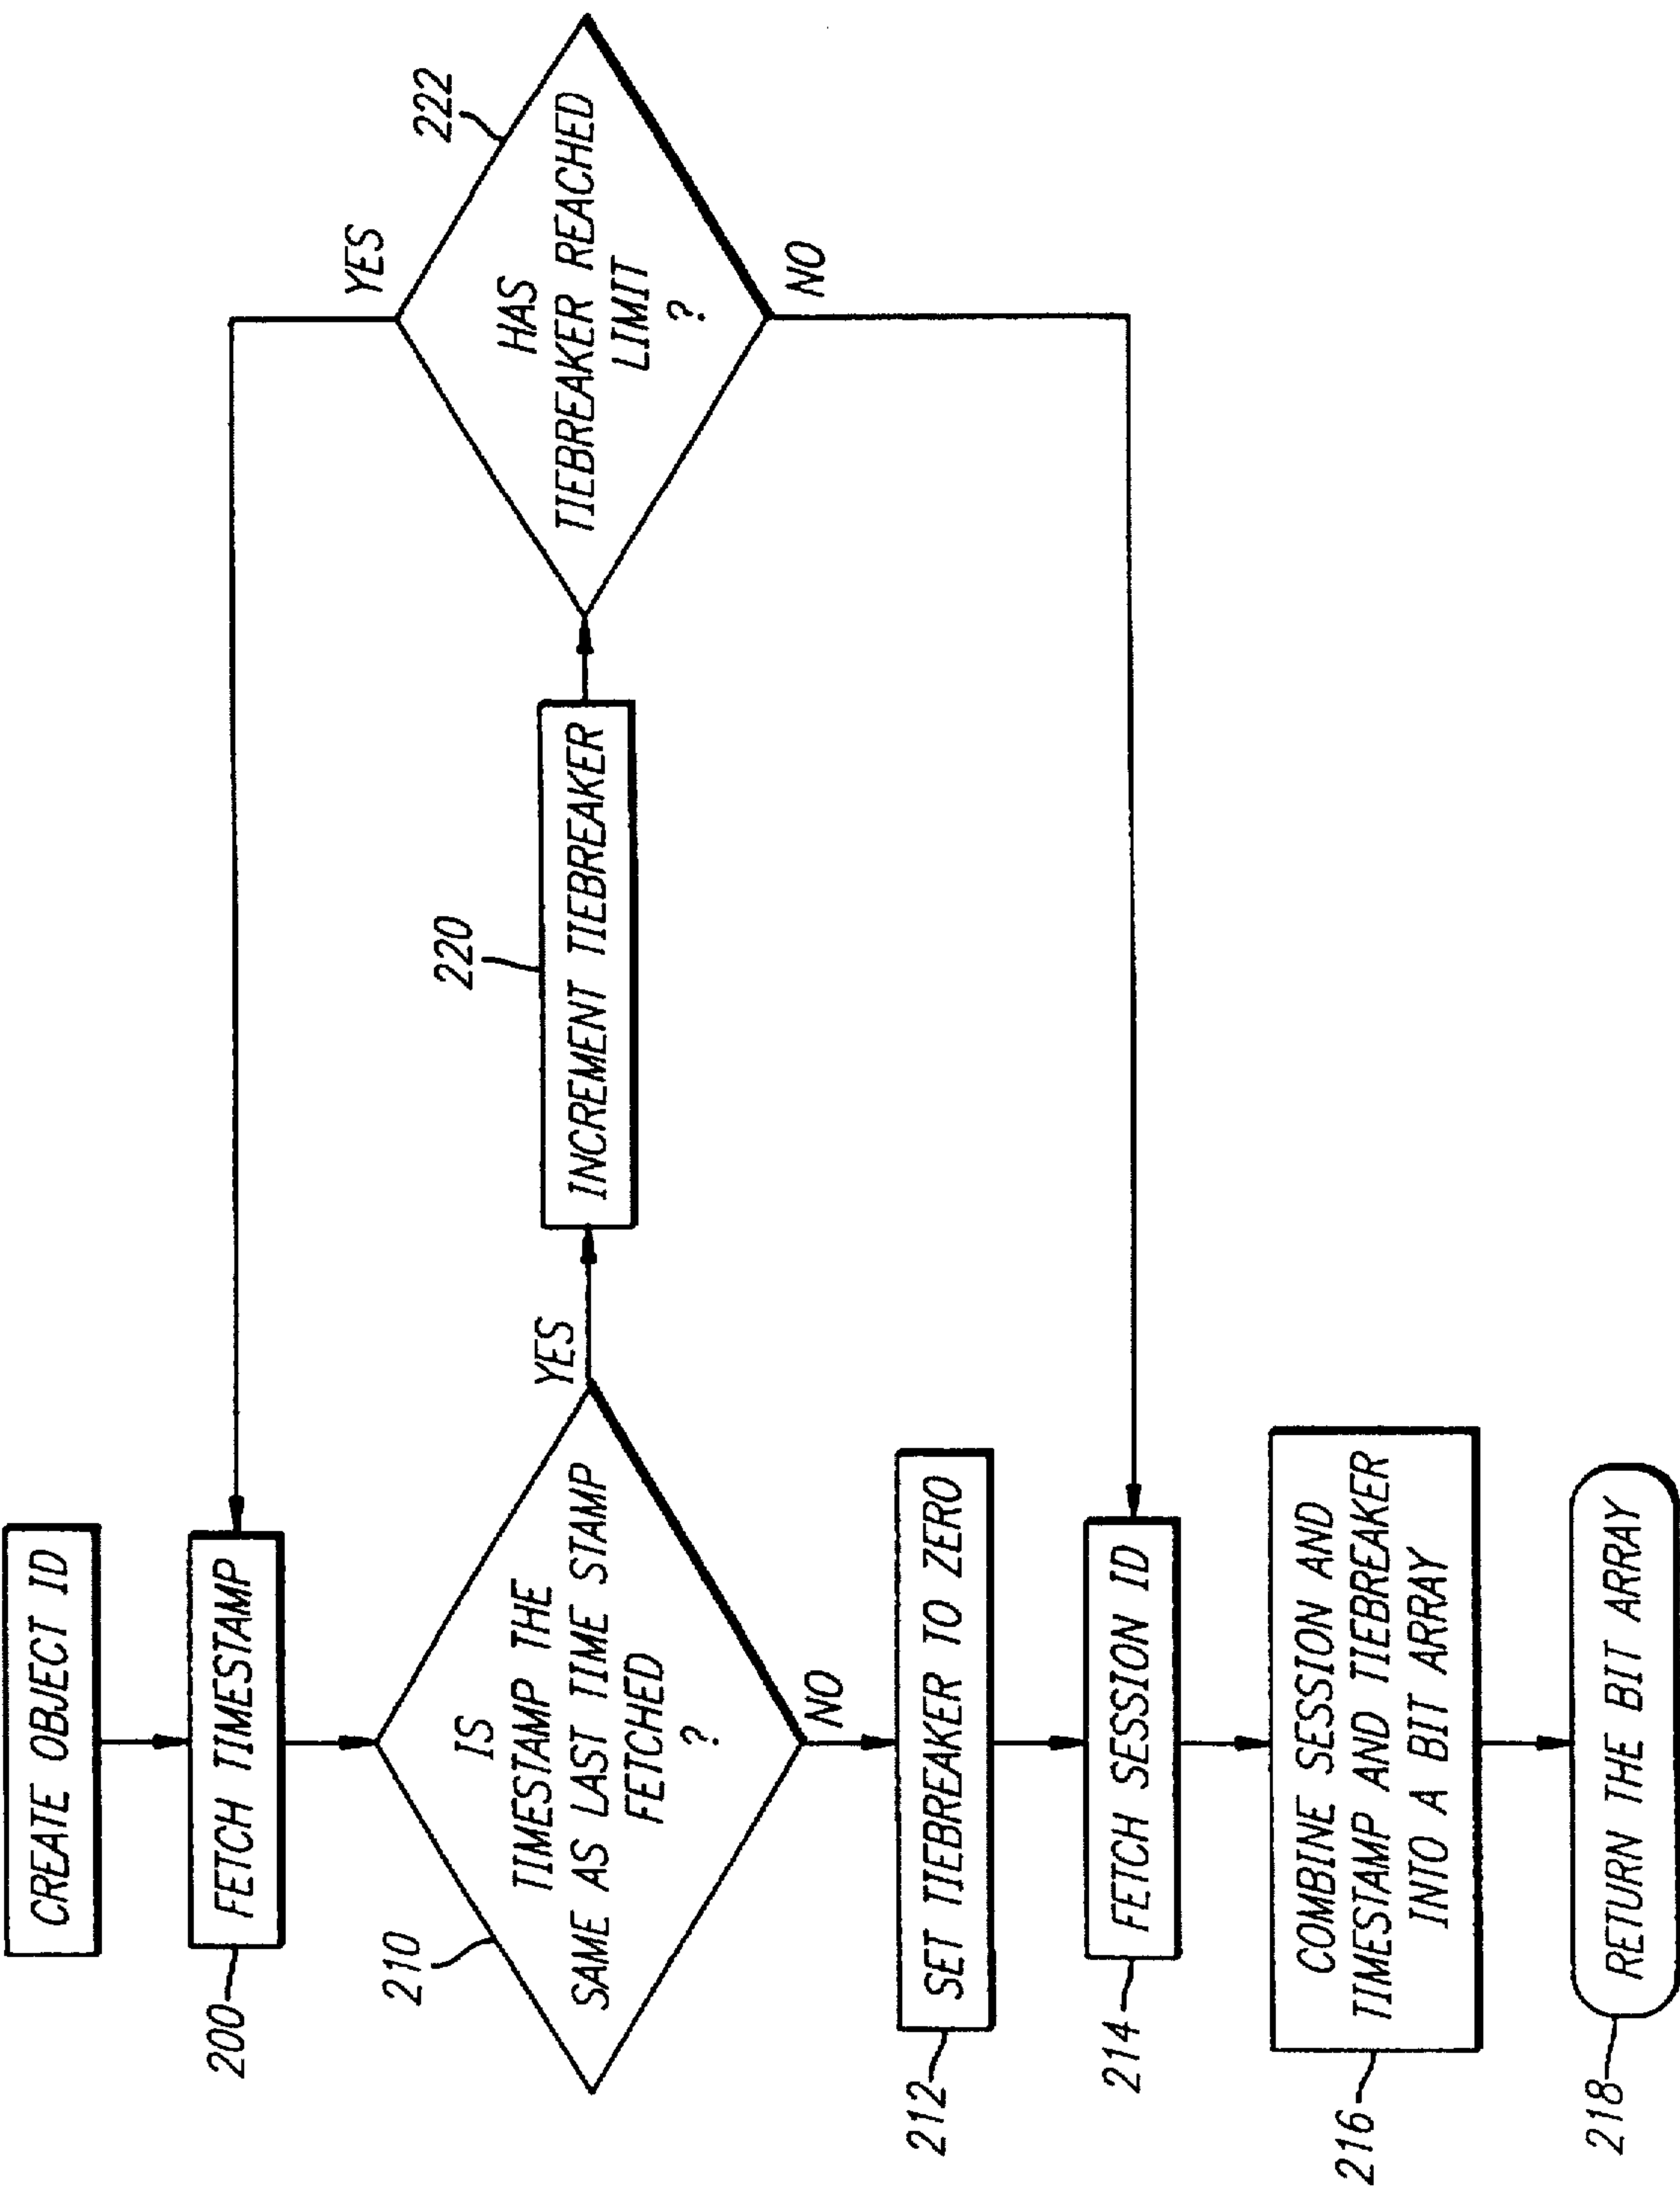 CREATE OBJECT ID
200
FETCH TIMESTAMP
210
IS
TIMESTAMP THE
SAME AS LAST TIME STAMP
FETCHED
?
YES
NO
220
INCREMENT TIEBREAKER
222
HAS
TIEBREAKER REACHED
LIMIT
?
YES
NO
212
SET TIEBREAKER TO ZERO
214
FETCH SESSION ID
216
COMBINE SESSION AND
TIMESTAMP AND TIEBREAKER
INTO A BIT ARRAY
218
RETURN THE BIT ARRAY